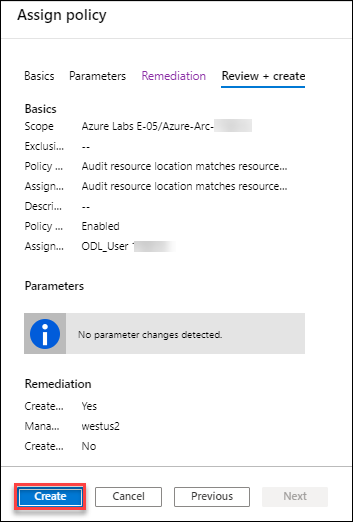 Assign policy
Basics Parameters Remediation Review + create
Basics
Scope Azure Labs E-05/Azure-Arc-
Exclusi... --
Policy ... Audit resource location matches resource...
Assign... Audit resource location matches resource...
Descri... --
Policy ... Enabled
Assign... ODL_User
Parameters
No parameter changes detected.
Remediation
Create... Yes
Mana... westus2
Create... No
Create Cancel Previous Next